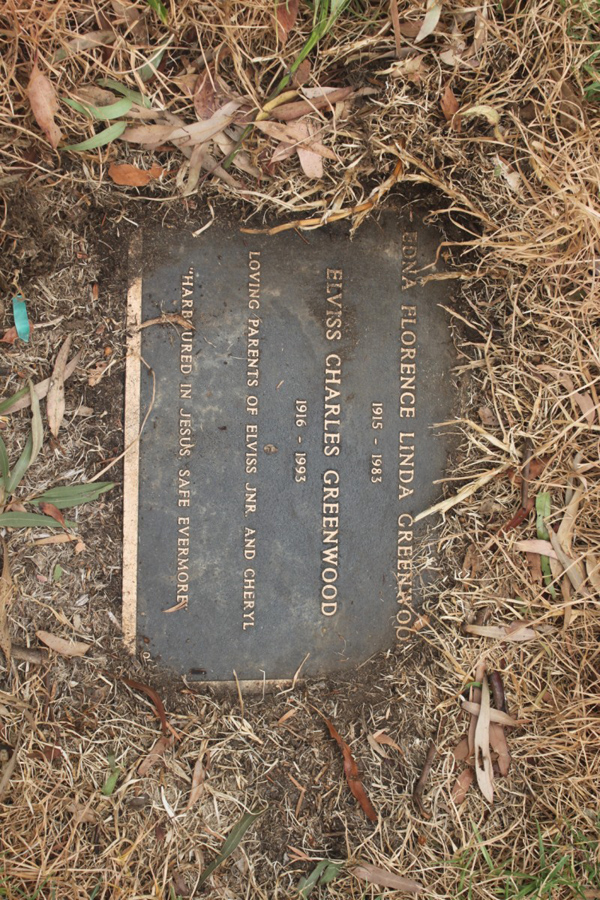 EDNA FLORENCE LINDA GREENWOO
1915 - 1983
ELVISS CHARLES GREENWOOD
1916 - 1993
LOVING PARENTS OF ELVISS JNR. AND CHERYL
"HARBOURED IN JESUS, SAFE EVERMORE"